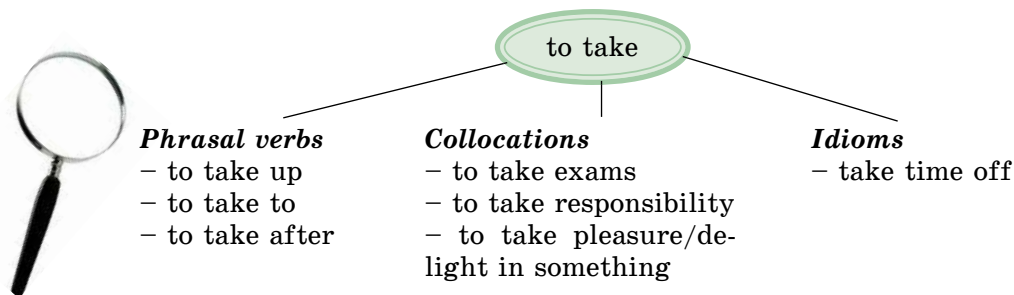 to take
Phrasal verbs
– to take up
– to take to
– to take after
Collocations
– to take exams
– to take responsibility
– to take pleasure/de-
light in something
Idioms
– take time off